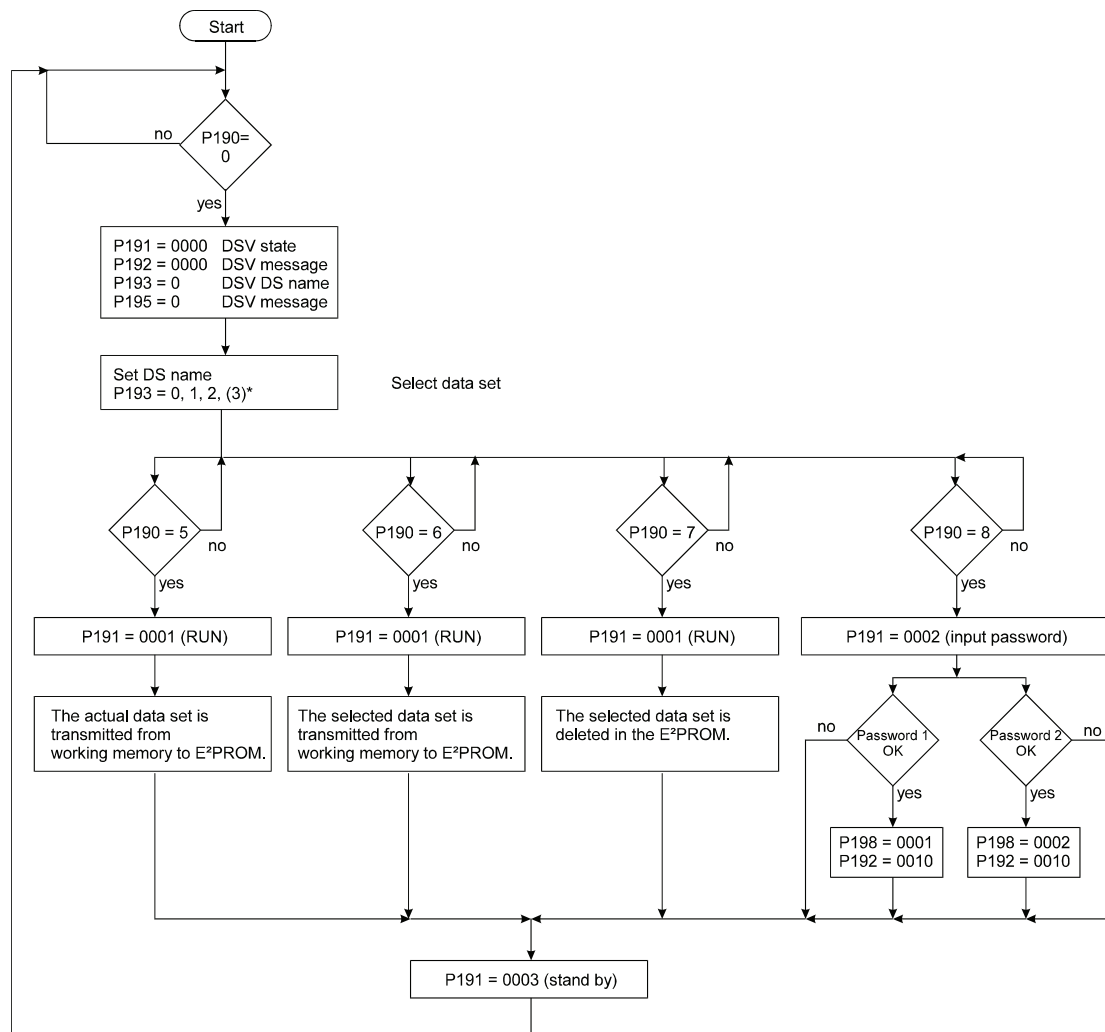 Start
no
P190=
0
yes
P191 = 0000 DSV state
P192 = 0000 DSV message
P193 = 0 DSV DS name
P195 = 0 DSV message
Set DS name
P193 = 0, 1, 2, (3)*
Select data set
P190 = 5
no
yes
P190 = 6
no
yes
P190 = 7
no
yes
P190 = 8
no
yes
P191 = 0001 (RUN)
P191 = 0001 (RUN)
P191 = 0001 (RUN)
P191 = 0002 (input password)
The actual data set is
transmitted from
working memory to E²PROM.
The selected data set is
transmitted from
working memory to E²PROM.
The selected data set is
deleted in the E²PROM.
no
Password 1
OK
yes
Password 2
OK
no
yes
P198 = 0001
P192 = 0010
P198 = 0002
P192 = 0010
P191 = 0003 (stand by)